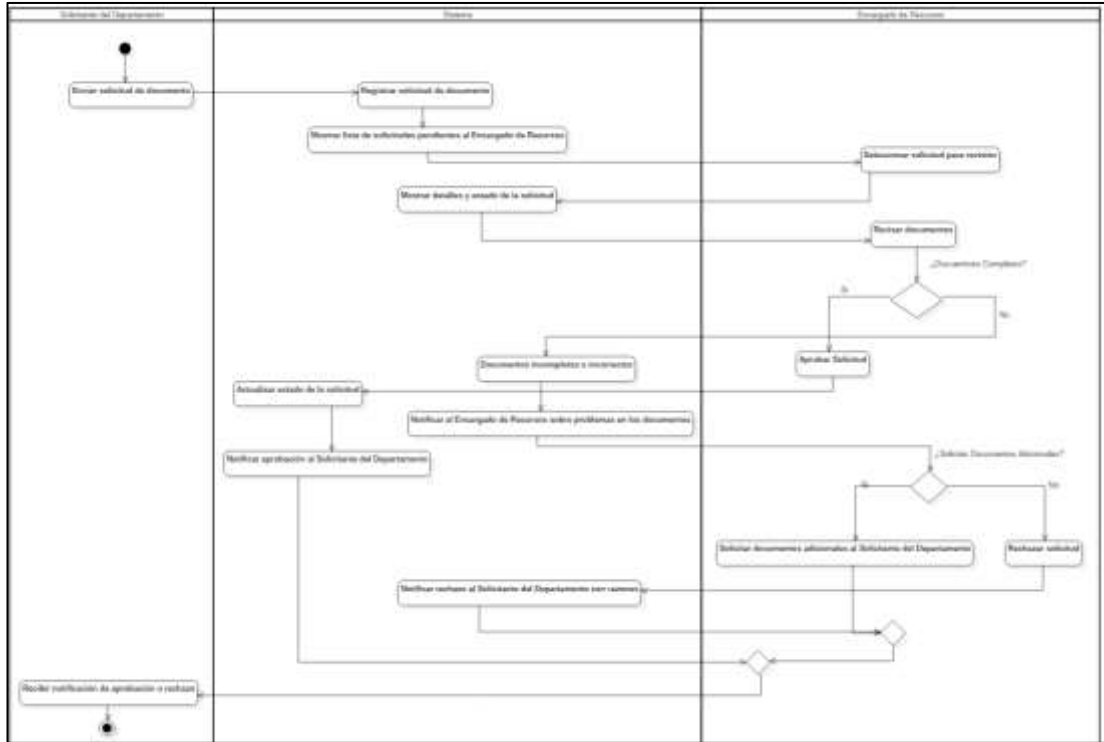 Solicitante del Departamento
Sistema
Encargado de Recursos
Enviar solicitud de documento
Registrar solicitud de documento
Mostrar lista de solicitudes pendientes al Encargado de Recursos
Seleccionar solicitud para revisión
Mostrar detalles y estado de la solicitud
Revisar documentos
¿Documentos Completos?
Si
No
Documentos incompletos o incorrectos
Aprobar Solicitud
Actualizar estado de la solicitud
Notificar al Encargado de Recursos sobre problemas en los documentos
Notificar aprobación al Solicitante del Departamento
¿Solicitar Documentos Adicionales?
Si
No
Solicitar documentos adicionales al Solicitante del Departamento
Rechazar solicitud
Notificar rechazo al Solicitante del Departamento con razones
Recibir notificación de aprobación o rechazo